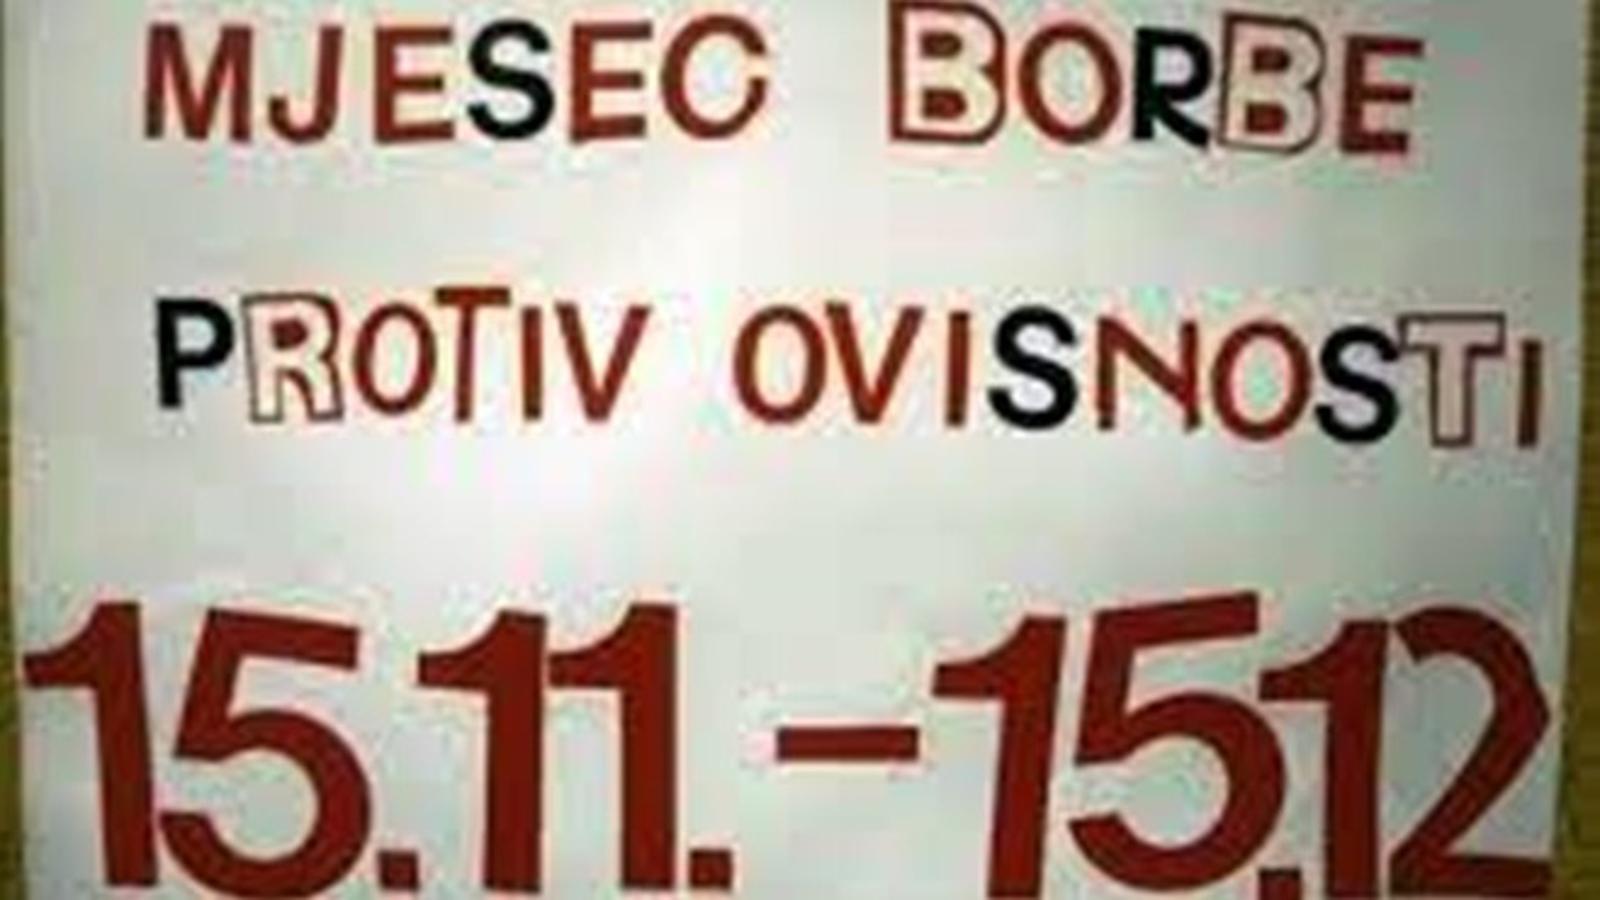 MJESEC BORBE
PROTIV OVISNOSTI
15.11.-15.12